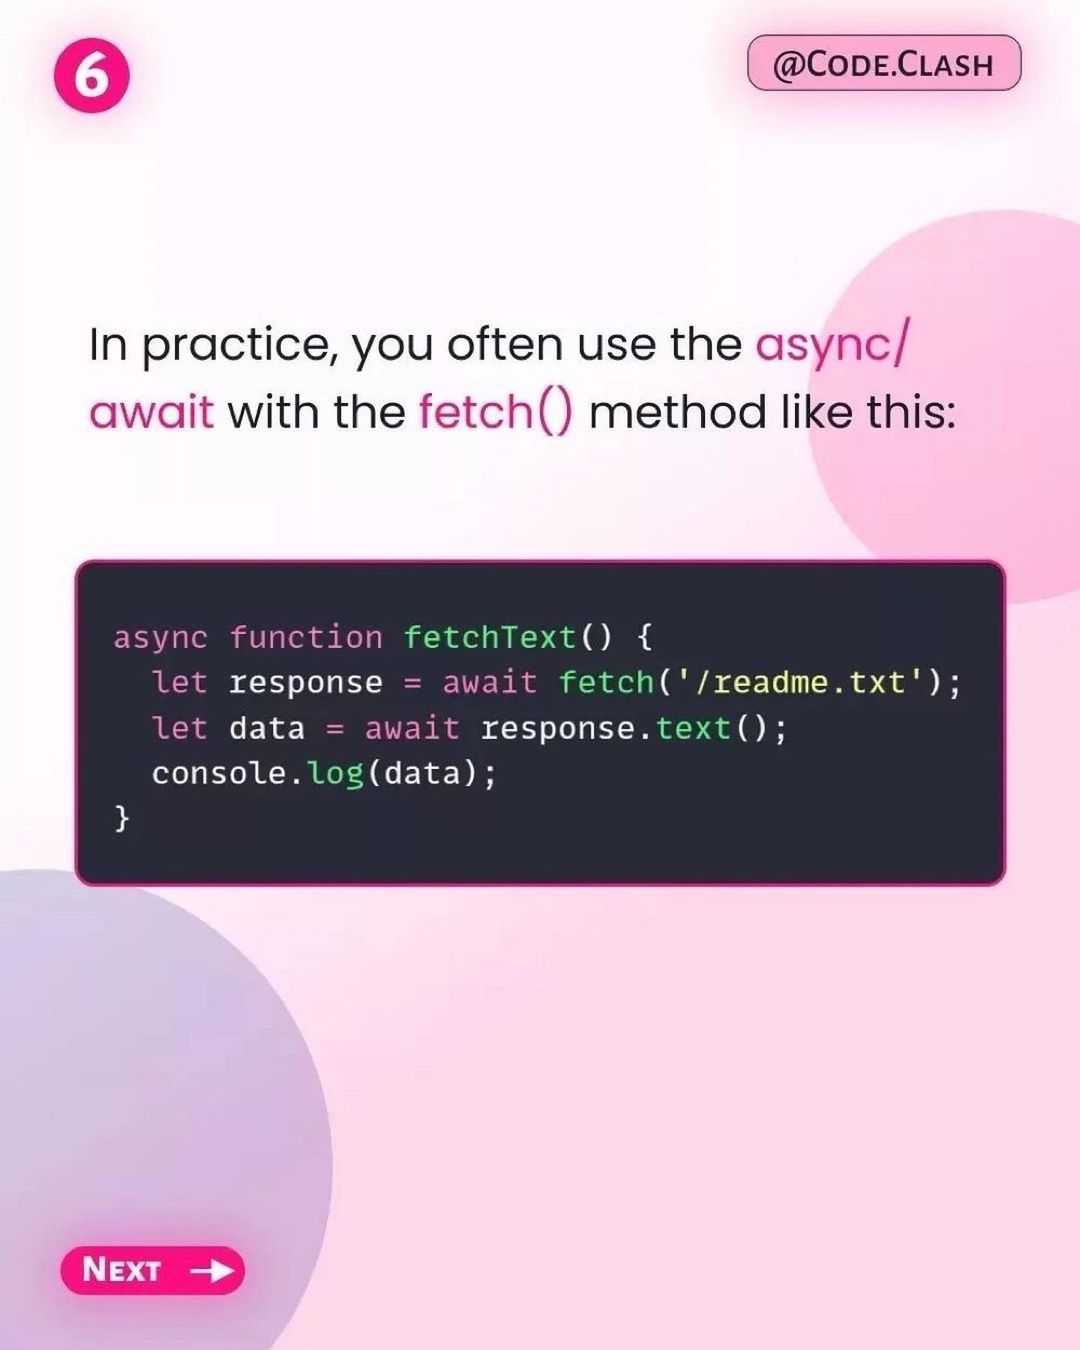 6
@Code.Clash
In practice, you often use the async/
await with the fetch() method like this:
async function fetchText() {
  let response = await fetch('/readme.txt');
  let data = await response.text();
  console.log(data);
}
Next